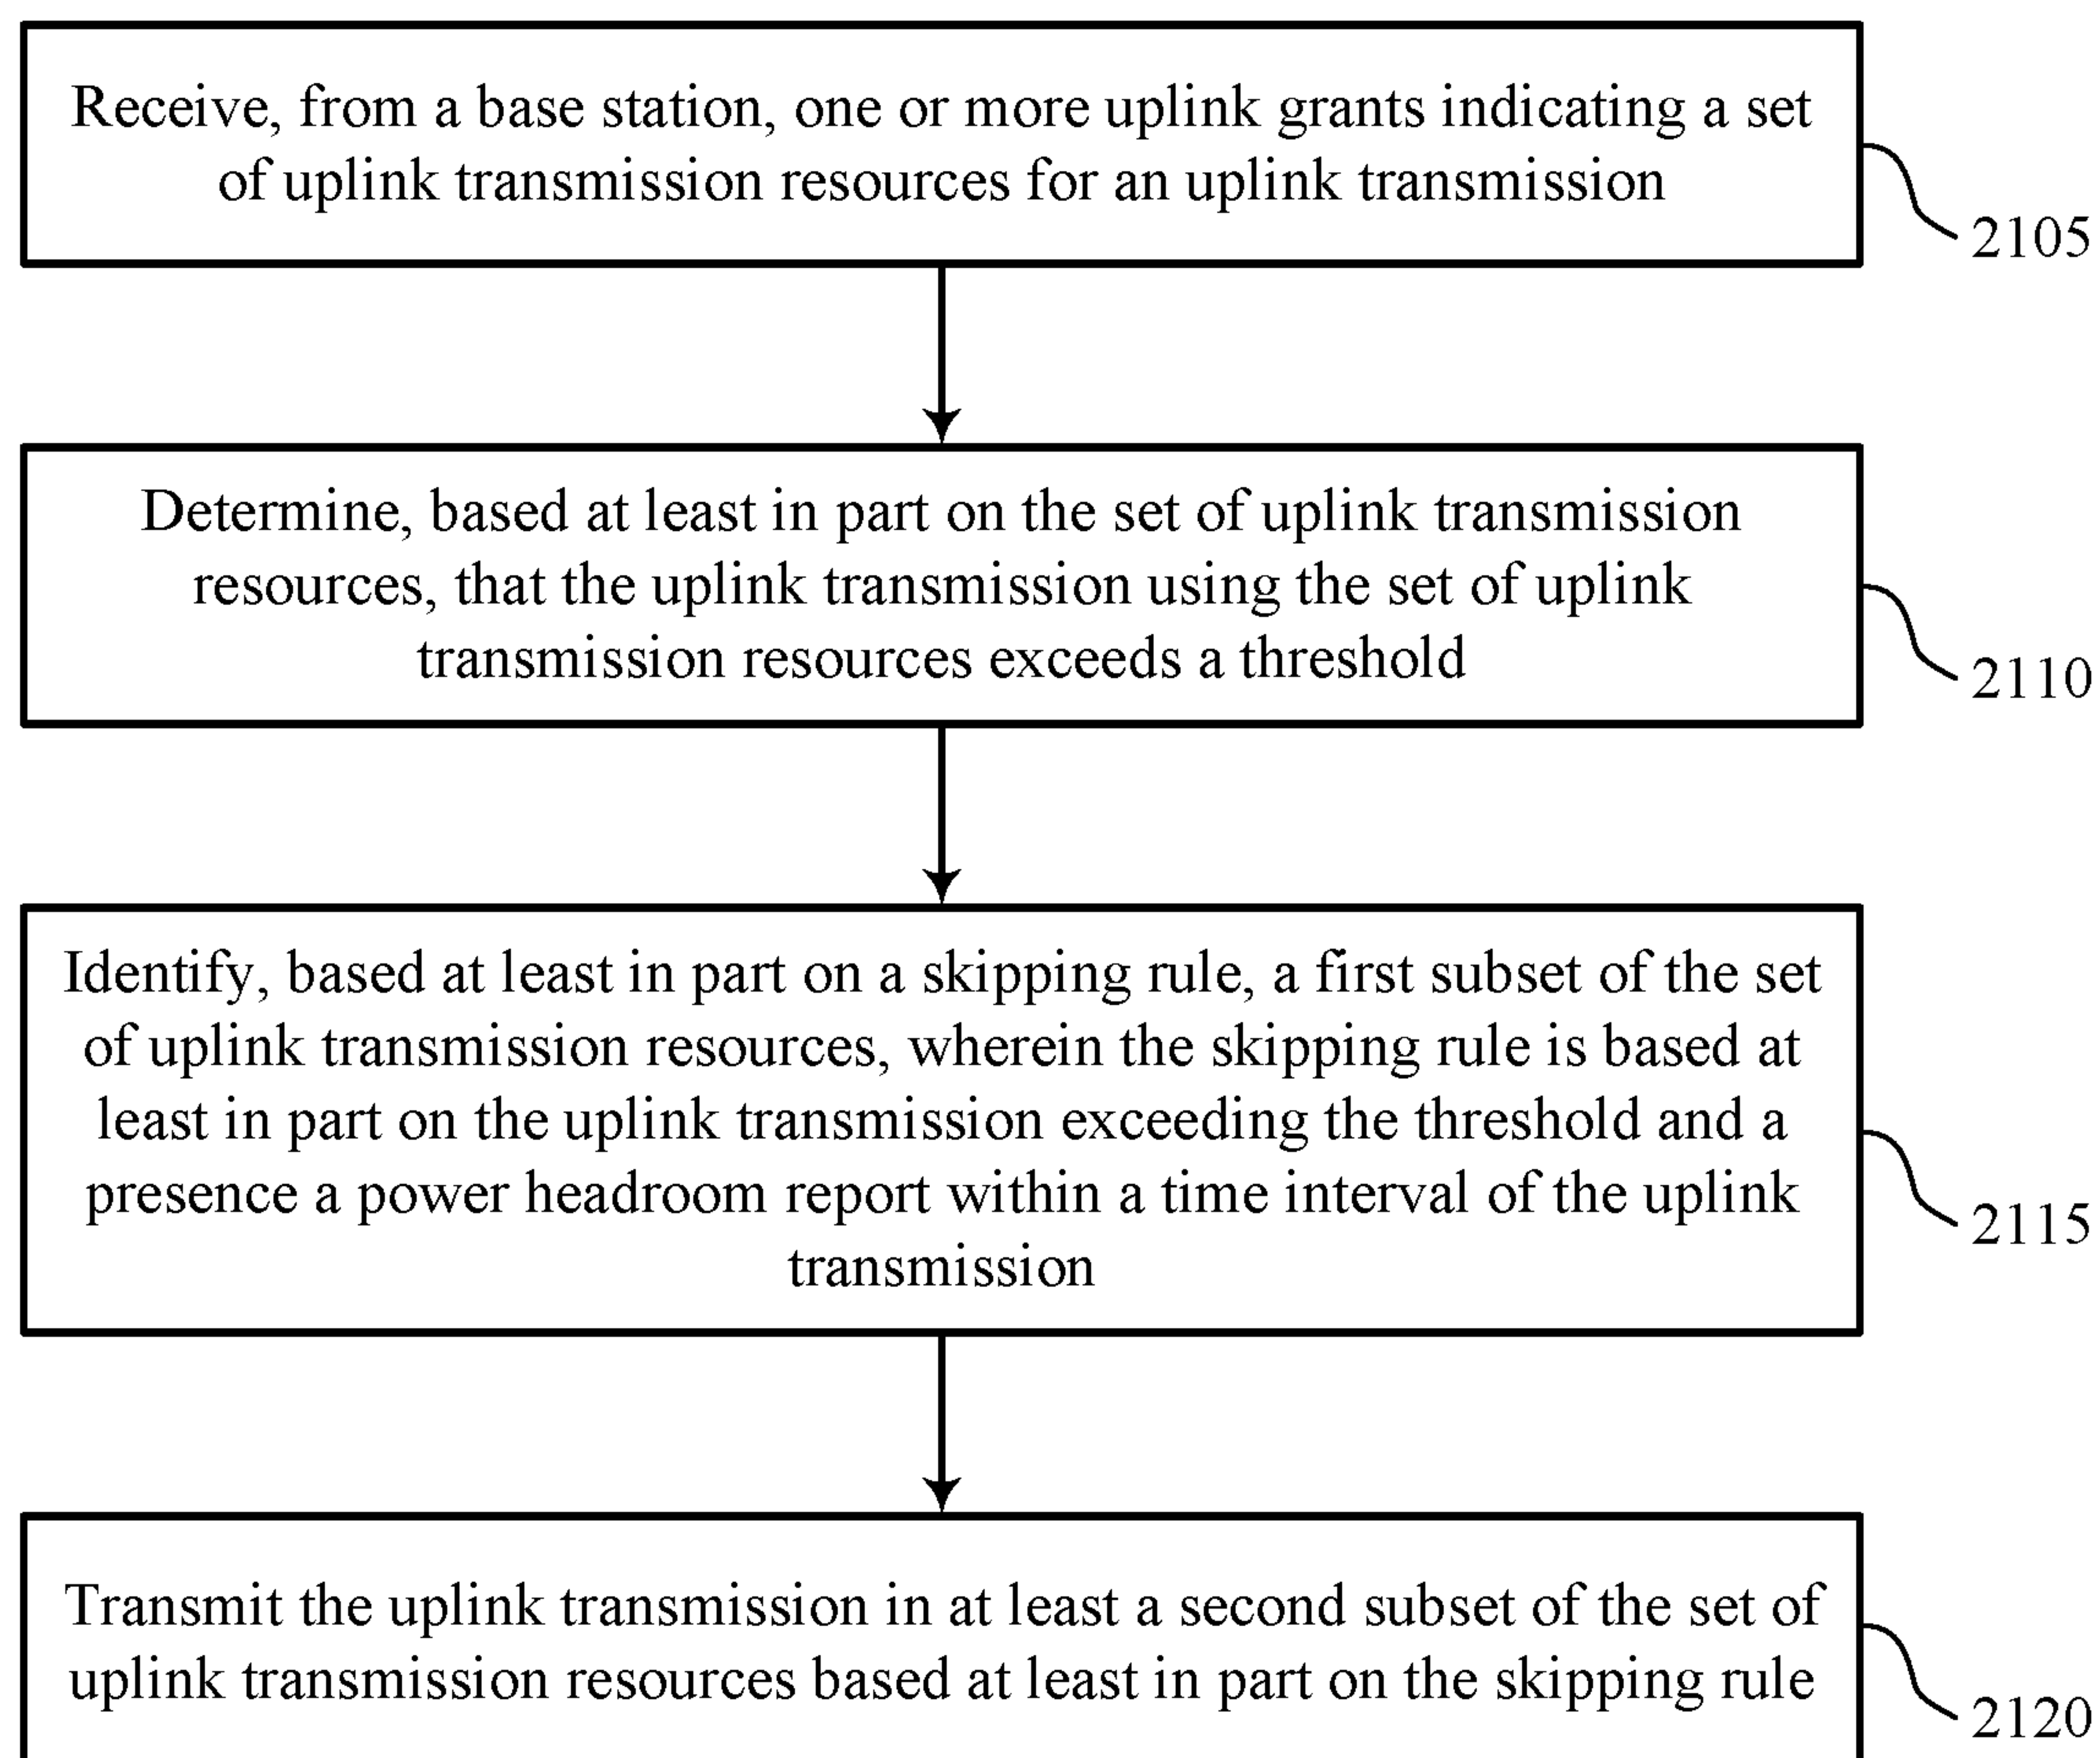 Receive, from a base station, one or more uplink grants indicating a set
of uplink transmission resources for an uplink transmission
2105
Determine, based at least in part on the set of uplink transmission
resources, that the uplink transmission using the set of uplink
transmission resources exceeds a threshold
2110
Identify, based at least in part on a skipping rule, a first subset of the set
of uplink transmission resources, wherein the skipping rule is based at
least in part on the uplink transmission exceeding the threshold and a
presence a power headroom report within a time interval of the uplink
transmission
2115
Transmit the uplink transmission in at least a second subset of the set of
uplink transmission resources based at least in part on the skipping rule
2120